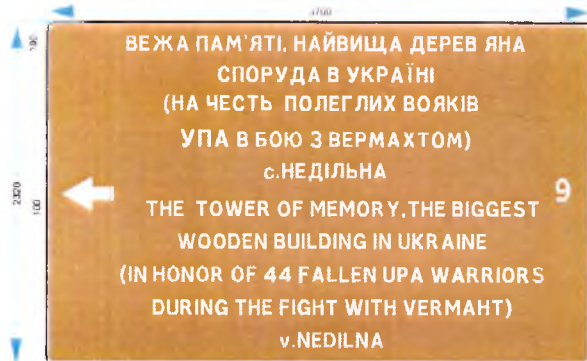 3700
100
2320
100
ВЕЖА ПАМ'ЯТІ, НАЙВИЩА ДЕРЕВ ЯНА
СПОРУДА В УКРАЇНІ
(НА ЧЕСТЬ ПОЛЕГЛИХ ВОЯКІВ
УПА В БОЮ З ВЕРМАХТОМ)
с.НЕДІЛЬНА
9
THE TOWER OF MEMORY,THE BIGGEST
WOODEN BUILDING IN UKRAINE
(IN HONOR OF 44 FALLEN UPA WARRIORS
DURING THE FIGHT WITH VERMAHT)
v.NEDILNA